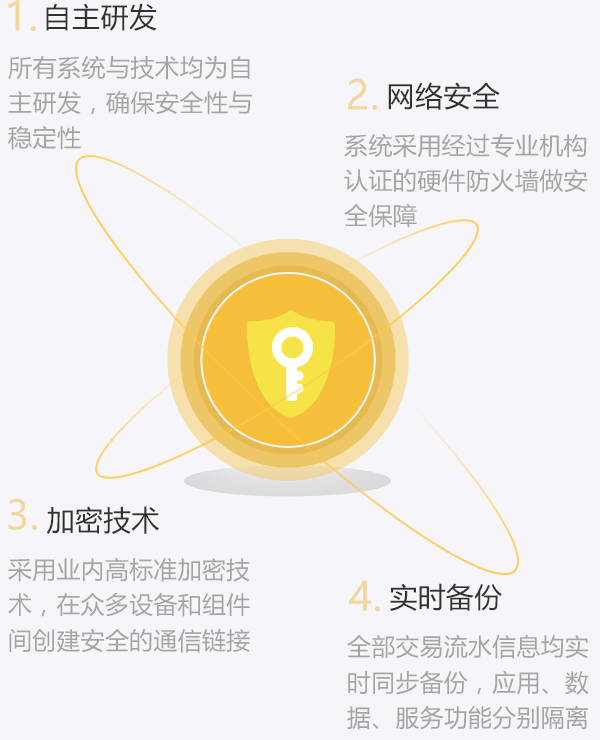 1. 自主研发
所有系统与技术均为自
主研发，确保安全性与
稳定性
2. 网络安全
系统采用经过专业机构
认证的硬件防火墙做安
全保障
3. 加密技术
采用业内高标准加密技
术，在众多设备和组件
间创建安全的通信链接
4. 实时备份
全部交易流水信息均实
时同步备份，应用、数
据、服务功能分别隔离